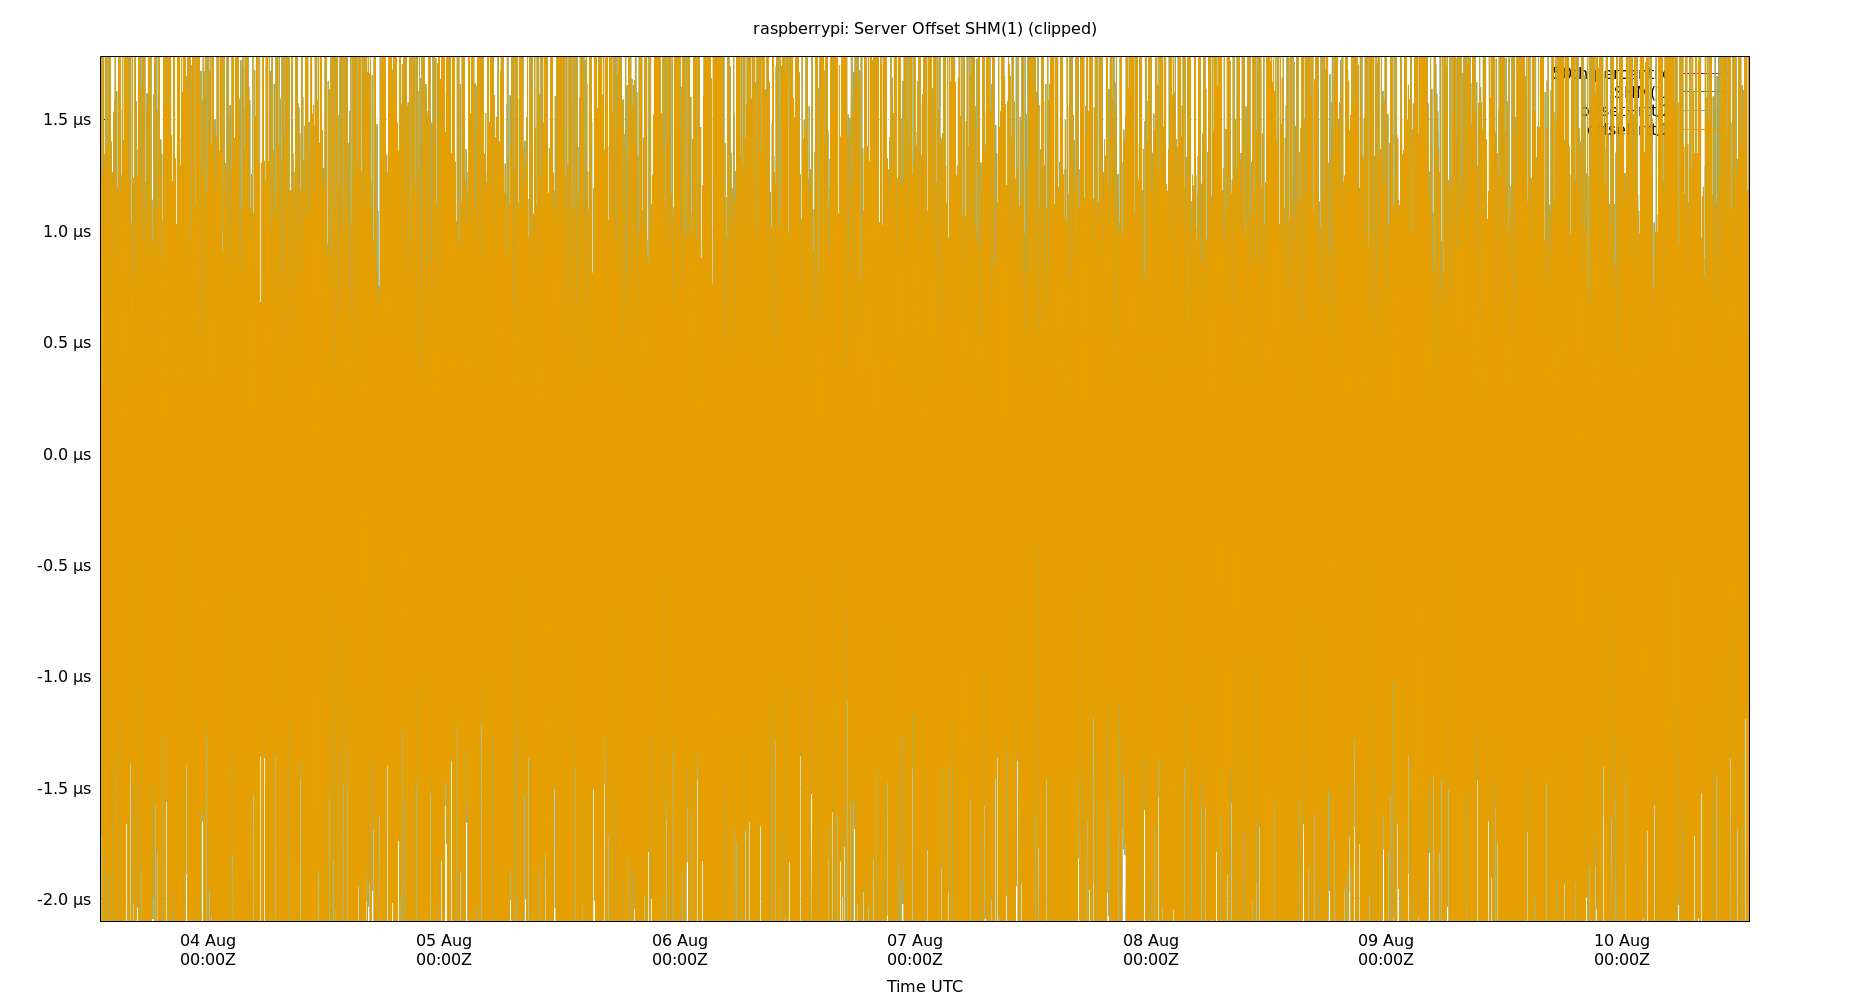 raspberrypi: Server Offset SHM(1) (clipped)
1.5 µs
1.0 µs
0.5 µs
0.0 µs
-0.5 µs
-1.0 µs
-1.5 µs
-2.0 µs
04 Aug 05 Aug 06 Aug 07 Aug 08 Aug 09 Aug 10 Aug
00:00Z 00:00Z 00:00Z 00:00Z 00:00Z 00:00Z 00:00Z
Time UTC